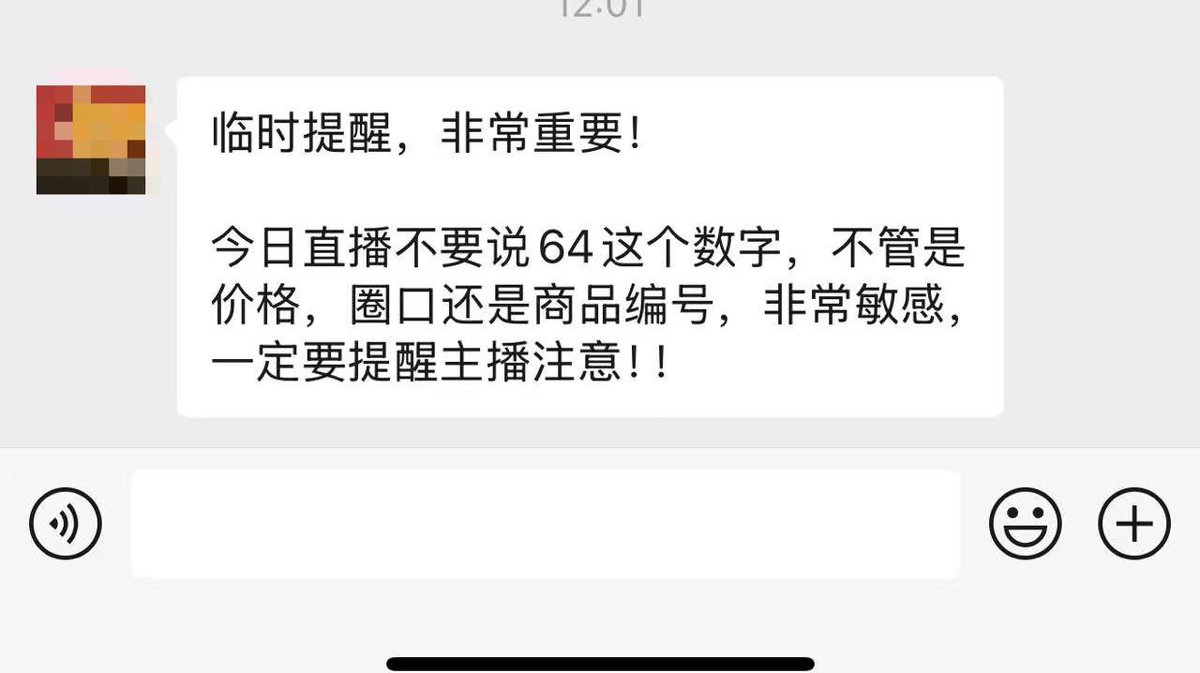 12:01
临时提醒，非常重要！
今日直播不要说64这个数字，不管是
价格，圈口还是商品编号，非常敏感，
一定要提醒主播注意！！